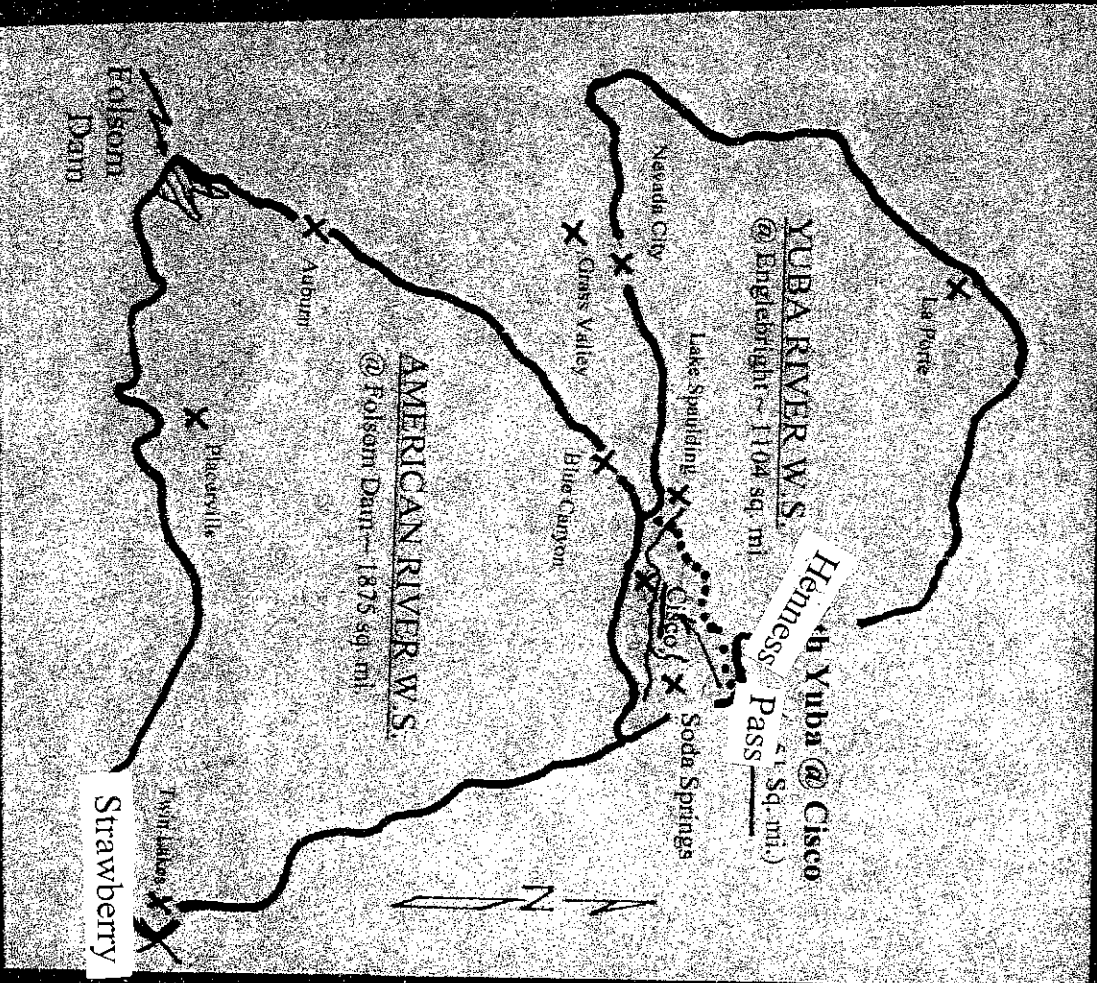 La Porte
th Yuba @ Cisco
Sq. mi.)
Henness Pass
YUBA RIVER W.S.
@ Englebright ~ 1104 sq. mi.
Lake Spaulding
Soda Springs
Nevada City
Cisco
Grass Valley
Blue Canyon
N
AMERICAN RIVER W.S.
@ Folsom Dam ~ 1875 sq. mi
Auburn
Placerville
Twin Lakes
Folsom
Dam
Strawberry